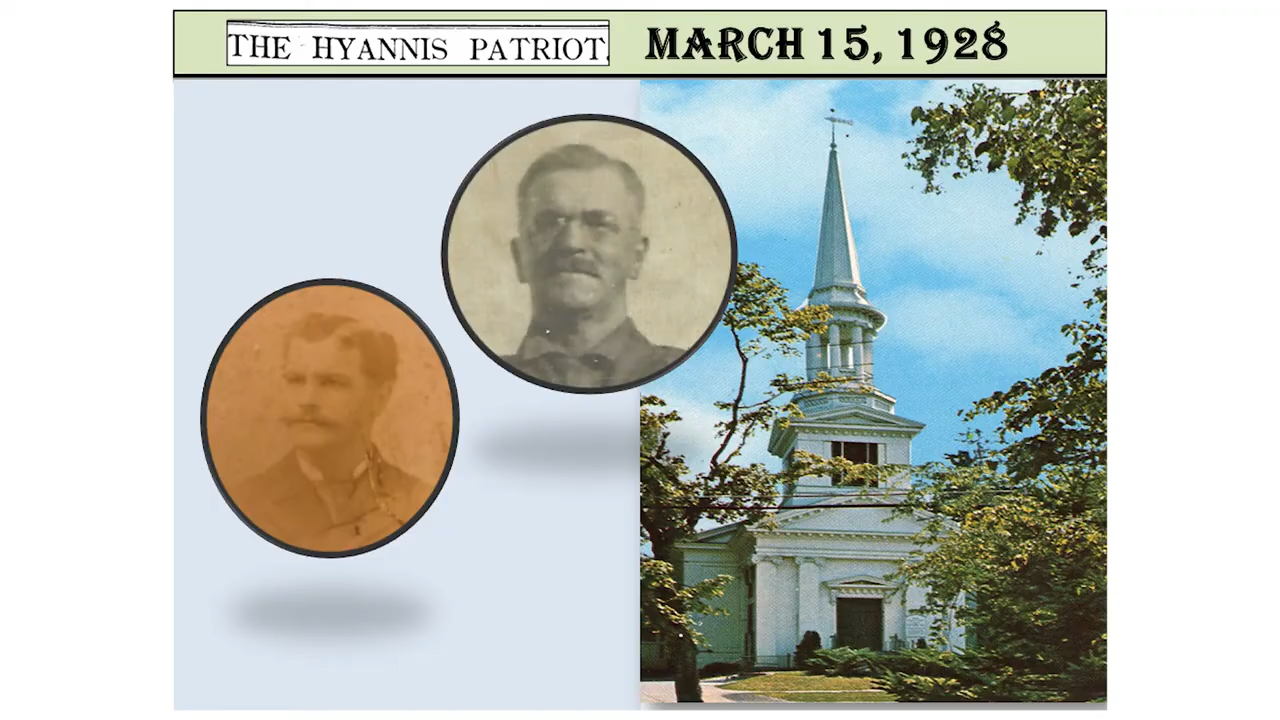 THE HYANNIS PATRIOT.
MARCH 15, 1928